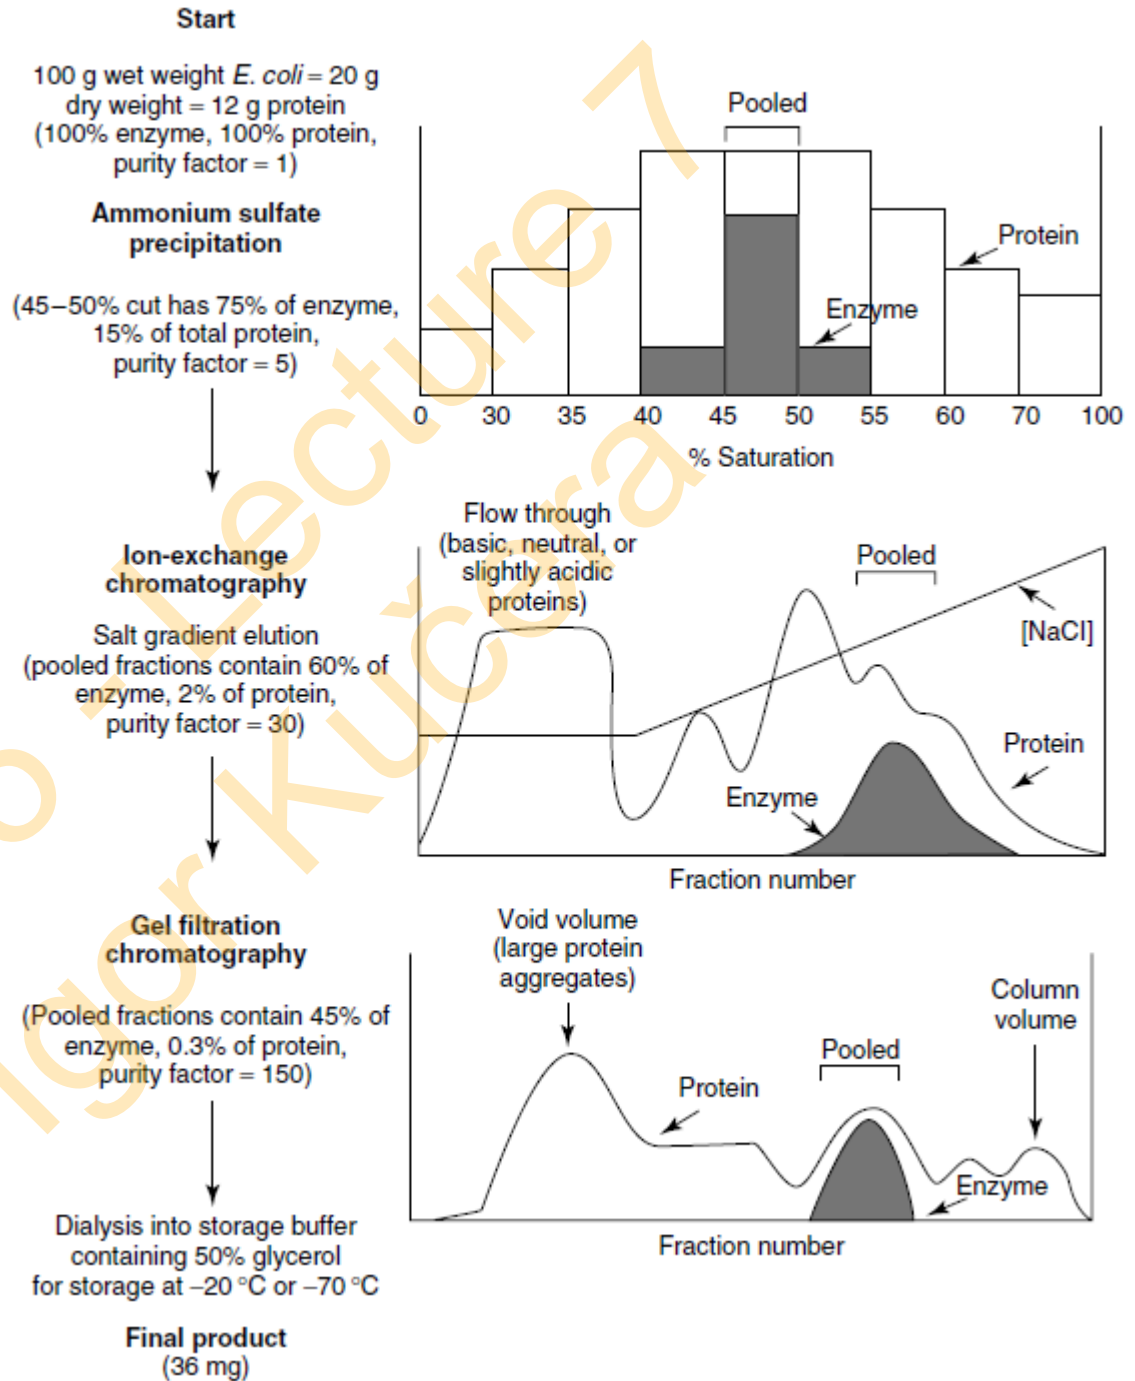 Start
100 g wet weight E. coli = 20 g
dry weight = 12 g protein
(100% enzyme, 100% protein,
purity factor = 1)
Ammonium sulfate
precipitation
(45–50% cut has 75% of enzyme,
15% of total protein,
purity factor = 5)
Pooled
Protein
Enzyme
0 30 35 40 45 50 55 60 70 100
% Saturation
Ion-exchange
chromatography
Salt gradient elution
(pooled fractions contain 60% of
enzyme, 2% of protein,
purity factor = 30)
Flow through
(basic, neutral, or
slightly acidic
proteins)
Pooled
[NaCl]
Protein
Enzyme
Fraction number
Gel filtration
chromatography
(Pooled fractions contain 45% of
enzyme, 0.3% of protein,
purity factor = 150)
Void volume
(large protein
aggregates)
Column
volume
Pooled
Protein
Enzyme
Fraction number
Dialysis into storage buffer
containing 50% glycerol
for storage at –20 °C or –70 °C
Final product
(36 mg)
o - Lecture 7
Igor Kučera